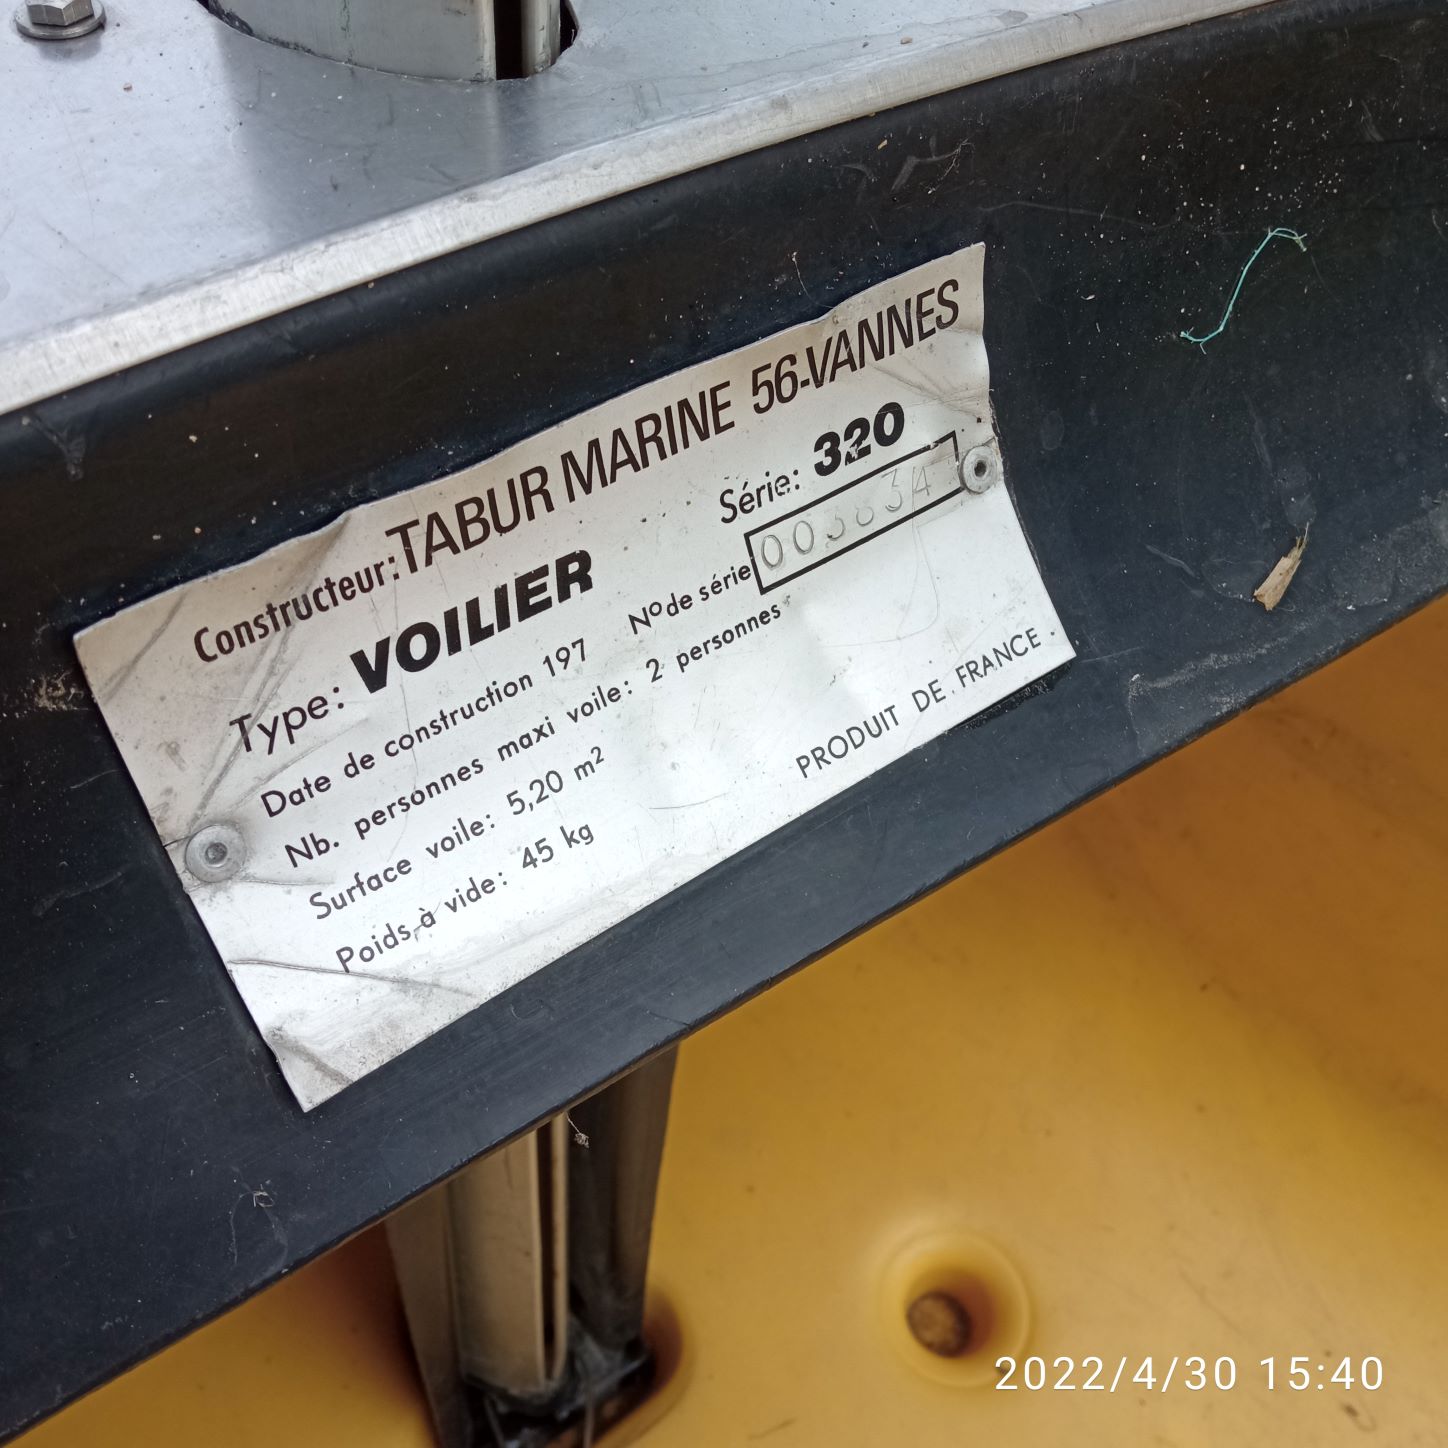 Constructeur: TABUR MARINE 56-VANNES
Type: VOILIER Série: 320
Date de construction 197 Nº de série
Nb. personnes maxi voile: 2 personnes
Surface voile: 5,20 m²
Poids à vide: 45 kg
PRODUIT DE FRANCE
2022/4/30 15:40